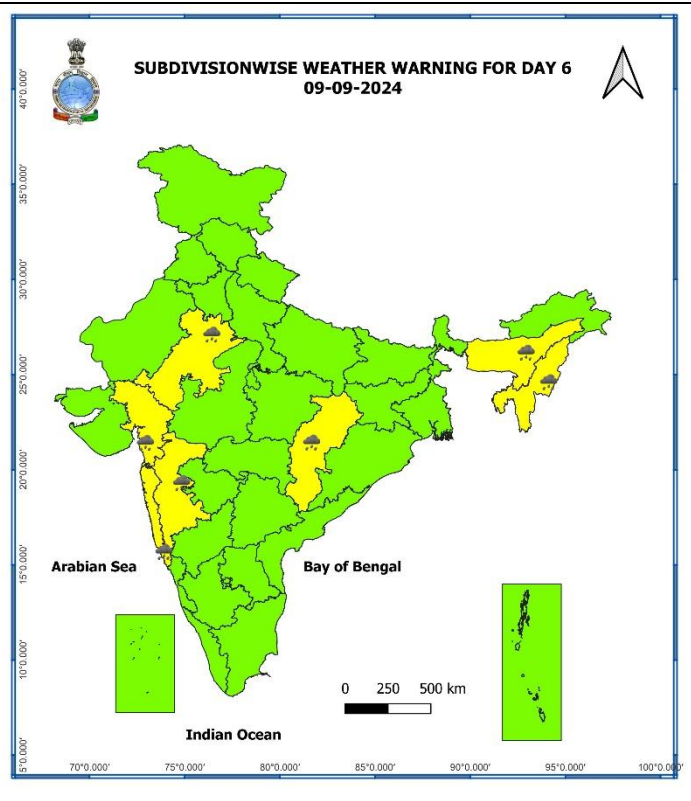 SUBDIVISIONWISE WEATHER WARNING FOR DAY 6
09-09-2024
40°0.000'
35°0.000'
30°0.000'
25°0.000'
20°0.000'
15°0.000'
10°0.000'
5°0.000'
Arabian Sea
Bay of Bengal
0 250 500 km
Indian Ocean
70°0.000' 75°0.000' 80°0.000' 85°0.000' 90°0.000' 95°0.000' 100°0.000'